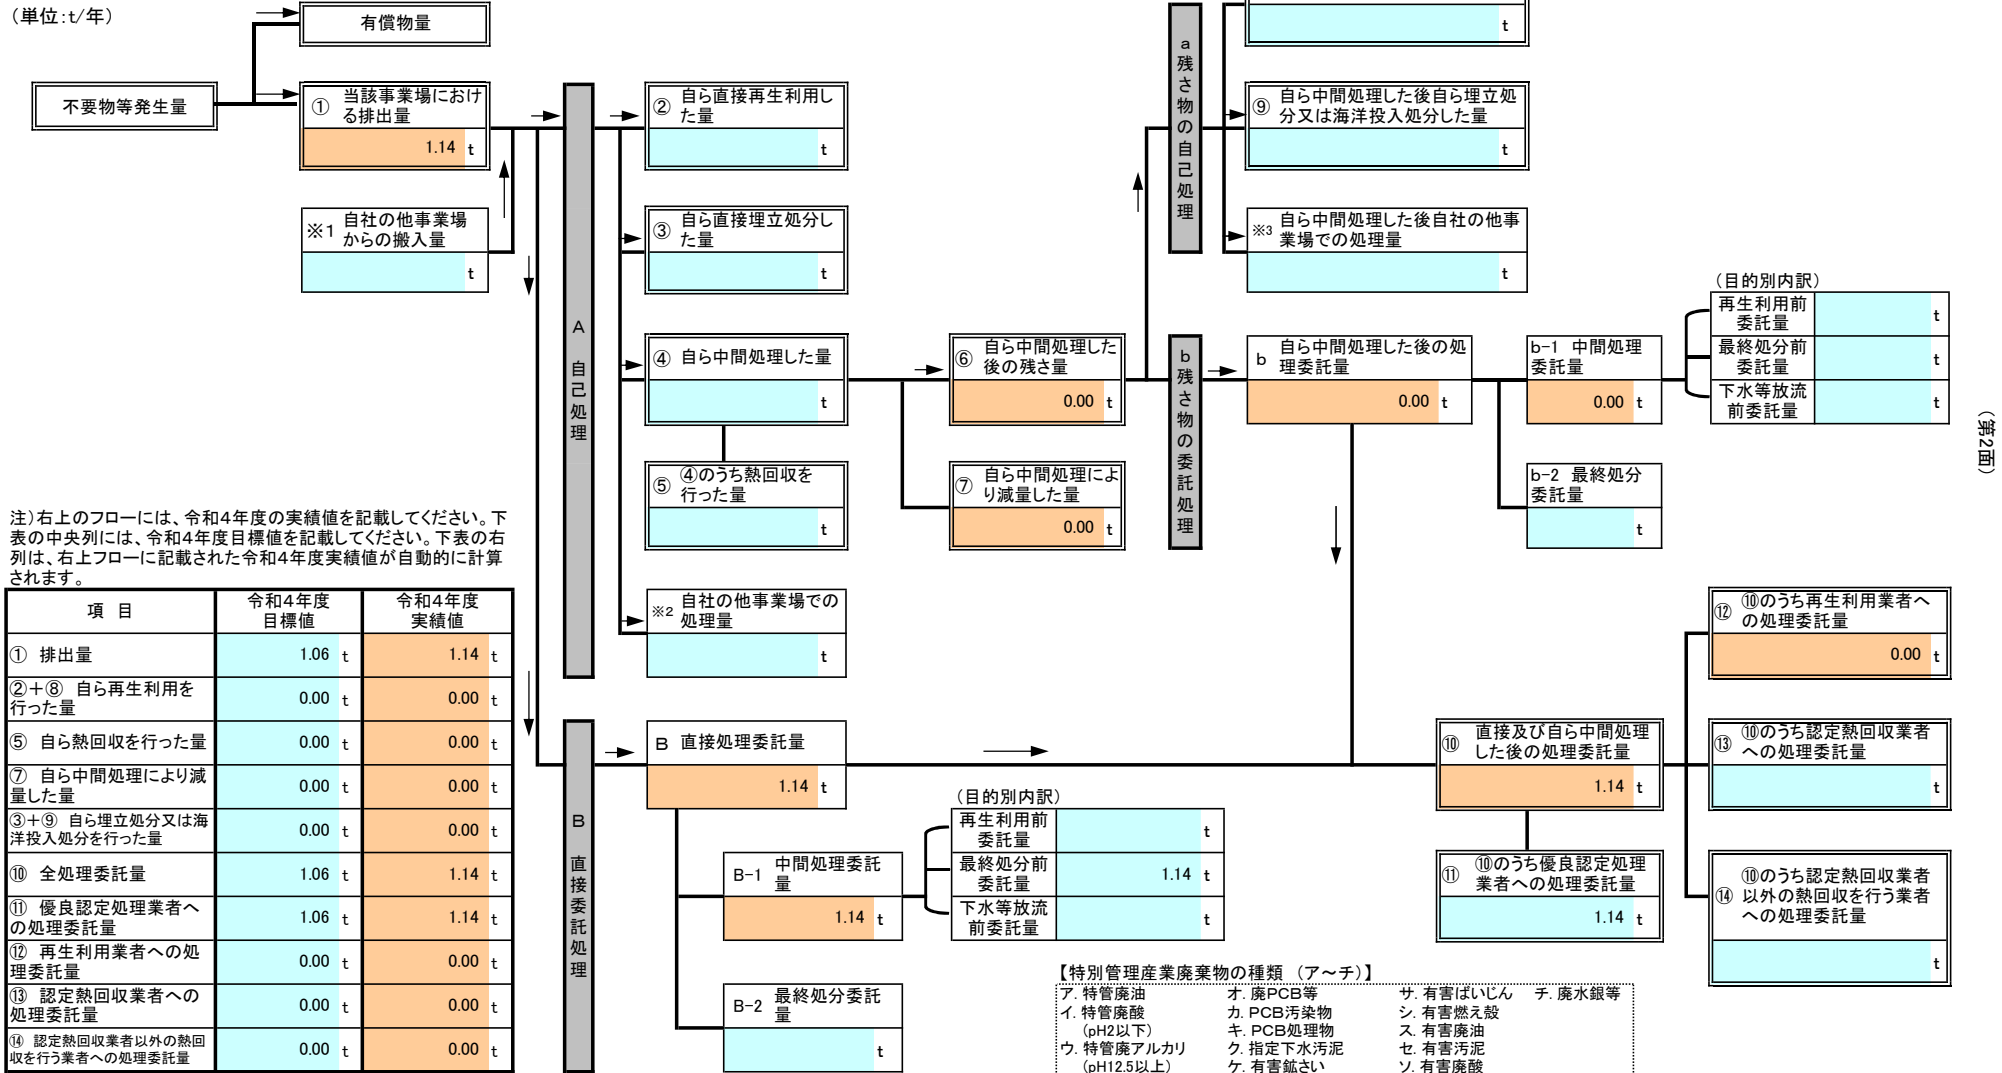 (単位:t/年)
有償物量
不要物等発生量
① 当該事業場におけ
る排出量
1.14 t
※1 自社の他事業場
からの搬入量
t
A 自己処理
② 自ら直接再生利用し
た量
t
③ 自ら直接埋立処分し
た量
t
④ 自ら中間処理した量
t
⑤ ④のうち熱回収を
行った量
t
※2 自社の他事業場での
処理量
t
⑥ 自ら中間処理した
後の残さ量
0.00 t
⑦ 自ら中間処理によ
り減量した量
0.00 t
a残さ物の自己処理
t
⑨ 自ら中間処理した後自ら埋立処
分又は海洋投入処分した量
t
※3 自ら中間処理した後自社の他事
業場での処理量
t
b残さ物の委託処理
b 自ら中間処理した後の処
理委託量
0.00 t
b-1 中間処理
委託量
0.00 t
b-2 最終処分
委託量
t
(目的別内訳)
再生利用前
委託量
t
最終処分前
委託量
t
下水等放流
前委託量
t
(第2面)
注)右上のフローには、令和4年度の実績値を記載してください。下
表の中央列には、令和4年度目標値を記載してください。下表の右
列は、右上フローに記載された令和4年度実績値が自動的に計算
されます。
項 目 令和4年度
目標値 令和4年度
実績値
① 排出量 1.06 t 1.14 t
②+⑧ 自ら再生利用を
行った量 0.00 t 0.00 t
⑤ 自ら熱回収を行った量 0.00 t 0.00 t
⑦ 自ら中間処理により減
量した量 0.00 t 0.00 t
③+⑨ 自ら埋立処分又は海
洋投入処分を行った量 0.00 t 0.00 t
⑩ 全処理委託量 1.06 t 1.14 t
⑪ 優良認定処理業者へ
の処理委託量 1.06 t 1.14 t
⑫ 再生利用業者への処
理委託量 0.00 t 0.00 t
⑬ 認定熱回収業者への
処理委託量 0.00 t 0.00 t
⑭ 認定熱回収業者以外の熱回
収を行う業者への処理委託量 0.00 t 0.00 t
B 直接委託処理
B 直接処理委託量
1.14 t
B-1 中間処理委託
量
1.14 t
B-2 最終処分委託
量
(目的別内訳)
再生利用前
委託量
t
最終処分前
委託量
1.14 t
下水等放流
前委託量
⑩ 直接及び自ら中間処理
した後の処理委託量
1.14 t
⑪ ⑩のうち優良認定処理
業者への処理委託量
1.14 t
⑫ ⑩のうち再生利用業者へ
の処理委託量
0.00 t
⑬ ⑩のうち認定熱回収業者
への処理委託量
t
⑭ ⑩のうち認定熱回収業者
以外の熱回収を行う業者
への処理委託量
t
【特別管理産業廃棄物の種類 (ア~チ)】
ア. 特管廃油 オ. 廃PCB等 サ. 有害ばいじん チ. 廃水銀等
イ. 特管廃酸 カ. PCB汚染物 シ. 有害燃え殻
(pH2以下) キ. PCB処理物 ス. 有害廃油
ウ. 特管廃アルカリ ク. 指定下水汚泥 セ. 有害汚泥
(pH12.5以上) ケ. 有害鉱さい ソ. 有害廃酸